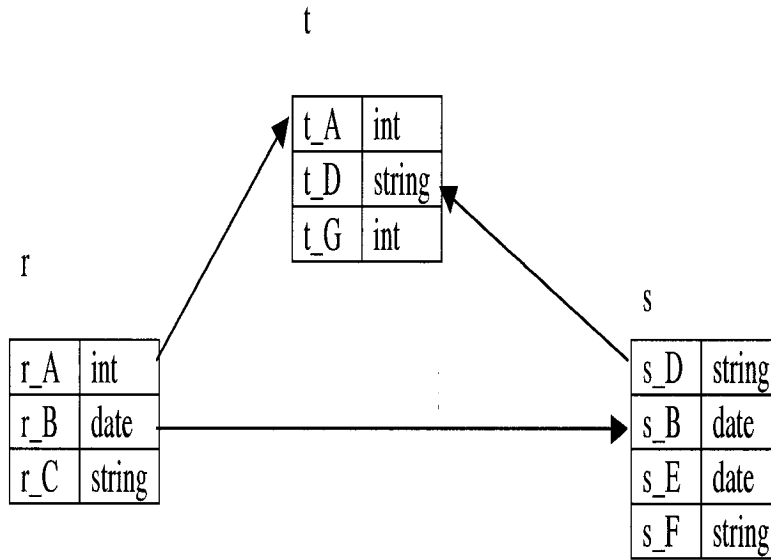 t
t_A int
t_D string
t_G int
r
r_A int
r_B date
r_C string
s
s_D string
s_B date
s_E date
s_F string